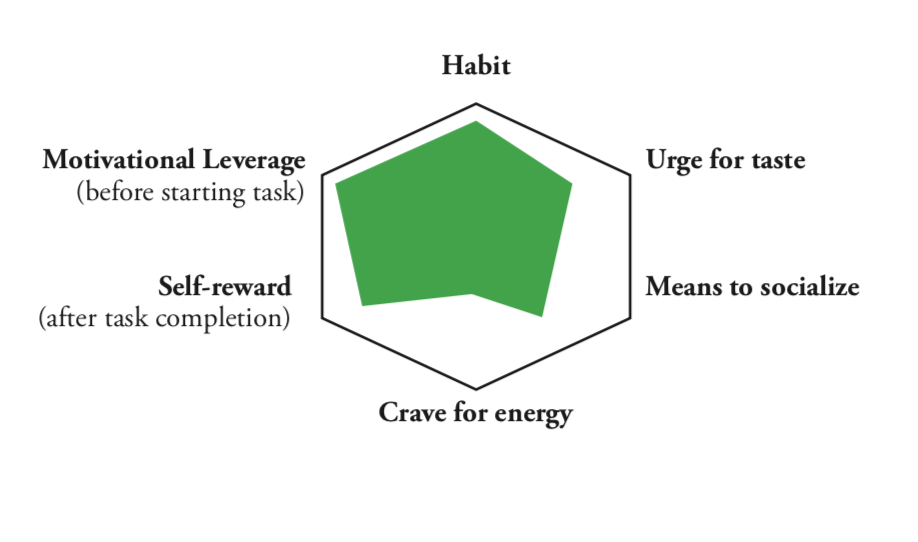 Habit
Motivational Leverage
(before starting task)
Urge for taste
Self-reward
(after task completion)
Means to socialize
Crave for energy